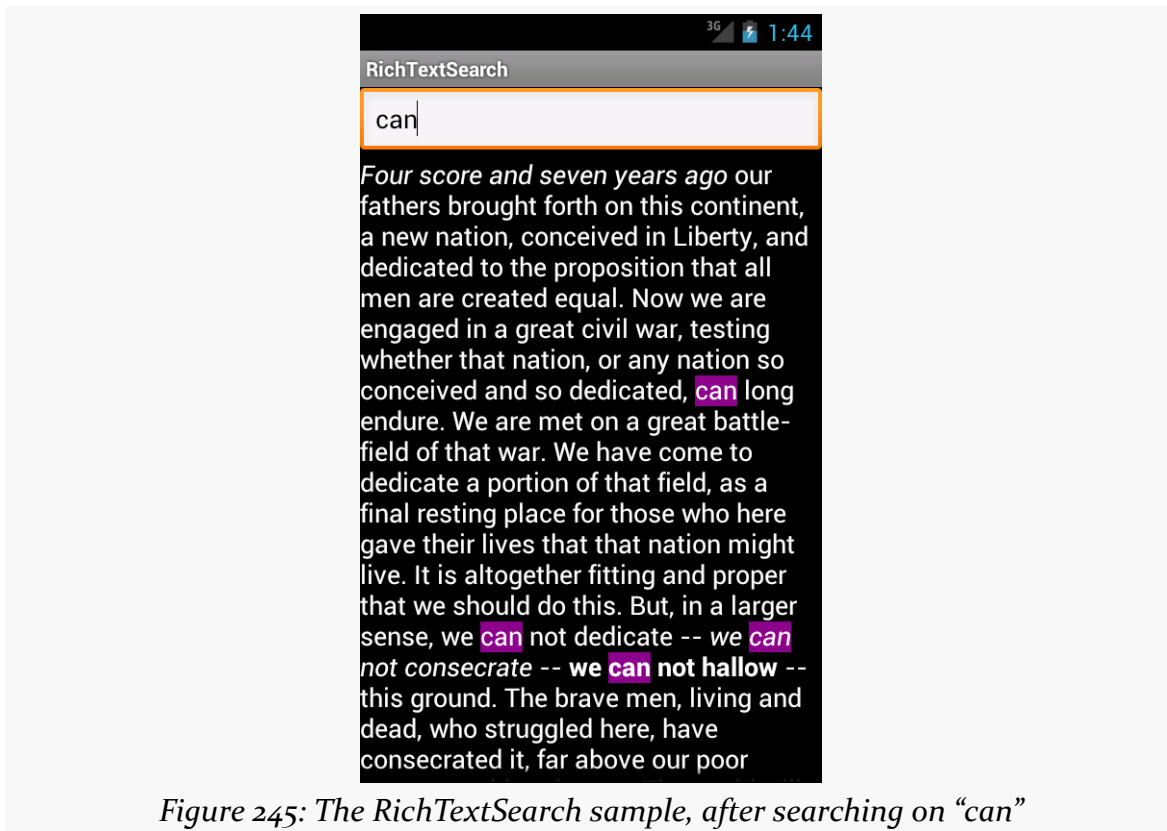 3G 1:44
RichTextSearch
can
Four score and seven years ago our
fathers brought forth on this continent,
a new nation, conceived in Liberty, and
dedicated to the proposition that all
men are created equal. Now we are
engaged in a great civil war, testing
whether that nation, or any nation so
conceived and so dedicated, can long
endure. We are met on a great battle-
field of that war. We have come to
dedicate a portion of that field, as a
final resting place for those who here
gave their lives that that nation might
live. It is altogether fitting and proper
that we should do this. But, in a larger
sense, we can not dedicate -- we can
not consecrate -- we can not hallow --
this ground. The brave men, living and
dead, who struggled here, have
consecrated it, far above our poor
Figure 245: The RichTextSearch sample, after searching on “can”